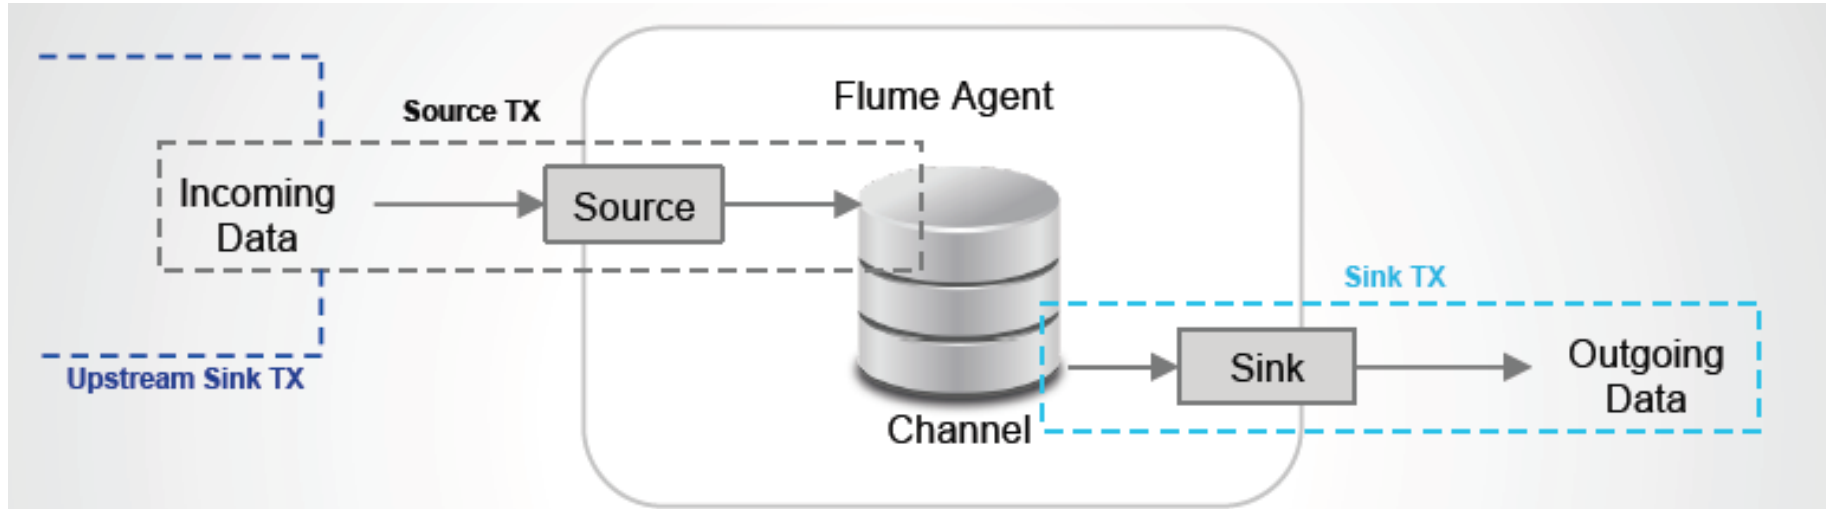 Flume Agent
Source TX
Incoming
Data
Source
Sink TX
Upstream Sink TX
Channel
Sink
Outgoing
Data